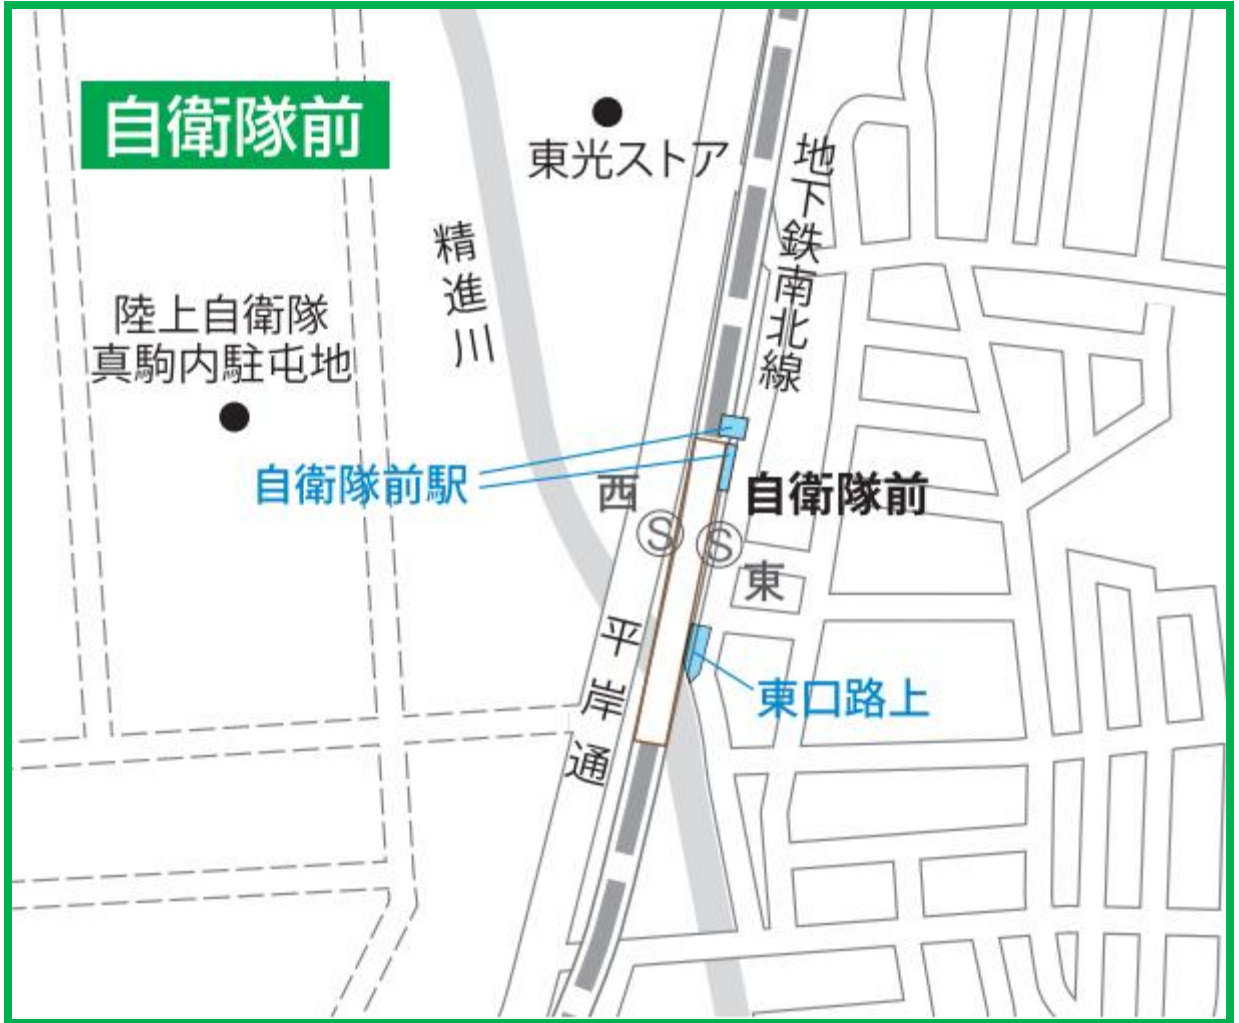 自衛隊前
東光ストア
地下鉄南北線
精進川
陸上自衛隊
真駒内駐屯地
自衛隊前駅
西
自衛隊前
S
S
東
平岸通
東口路上